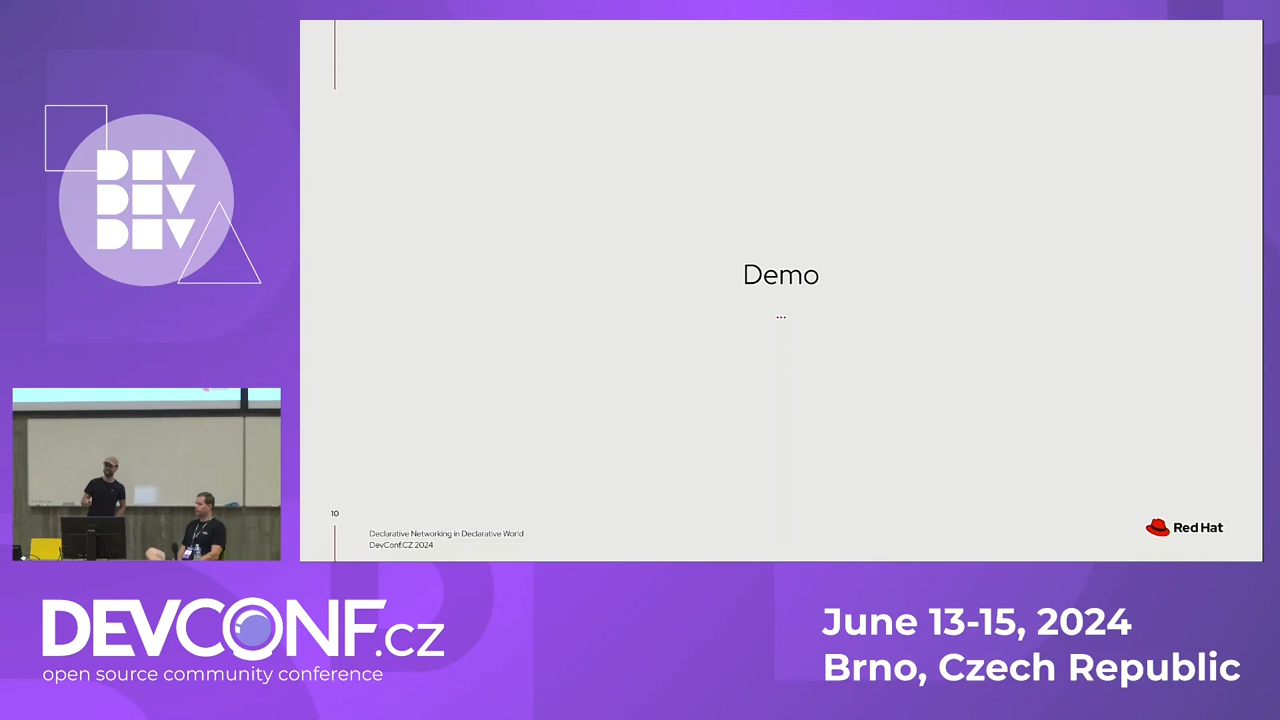 DEV
DEV
DEV
Demo
...
10
Declarative Networking in Declarative World
DevConf.CZ 2024
Red Hat
DEVCONF.cz
open source community conference
June 13-15, 2024
Brno, Czech Republic